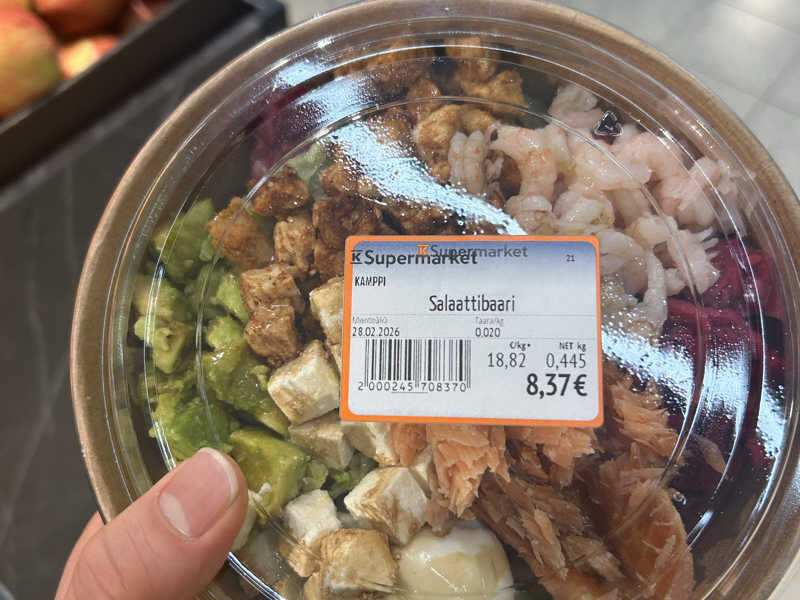 K Supermarket
K Supermarket
21
KAMPPI
Salaattibaari
28.02.2026
Taara/kg
0.020
€/kg• NET kg
18,82 0,445
8,37€
2 000245 708370